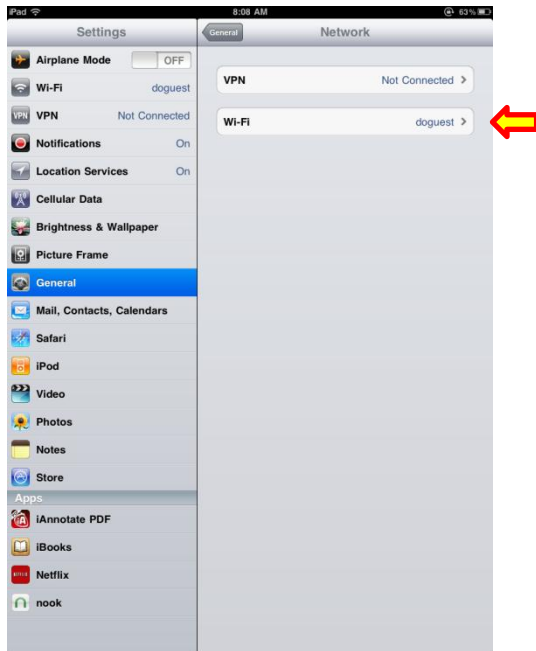 iPad 8:08 AM 63%
Settings
Airplane Mode OFF
Wi-Fi doguest
VPN VPN Not Connected
Notifications On
Location Services On
Cellular Data
Brightness & Wallpaper
Picture Frame
General
Mail, Contacts, Calendars
Safari
iPod
Video
Photos
Notes
Store
Apps
iAnnotate PDF
iBooks
NETFLIX Netflix
nook
General Network
VPN Not Connected
Wi-Fi doguest